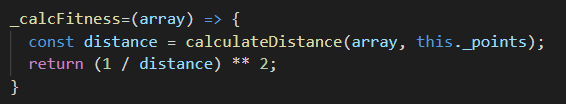 _calcFitness=(array) => {
  const distance = calculateDistance(array, this._points);
  return (1 / distance) ** 2;
}